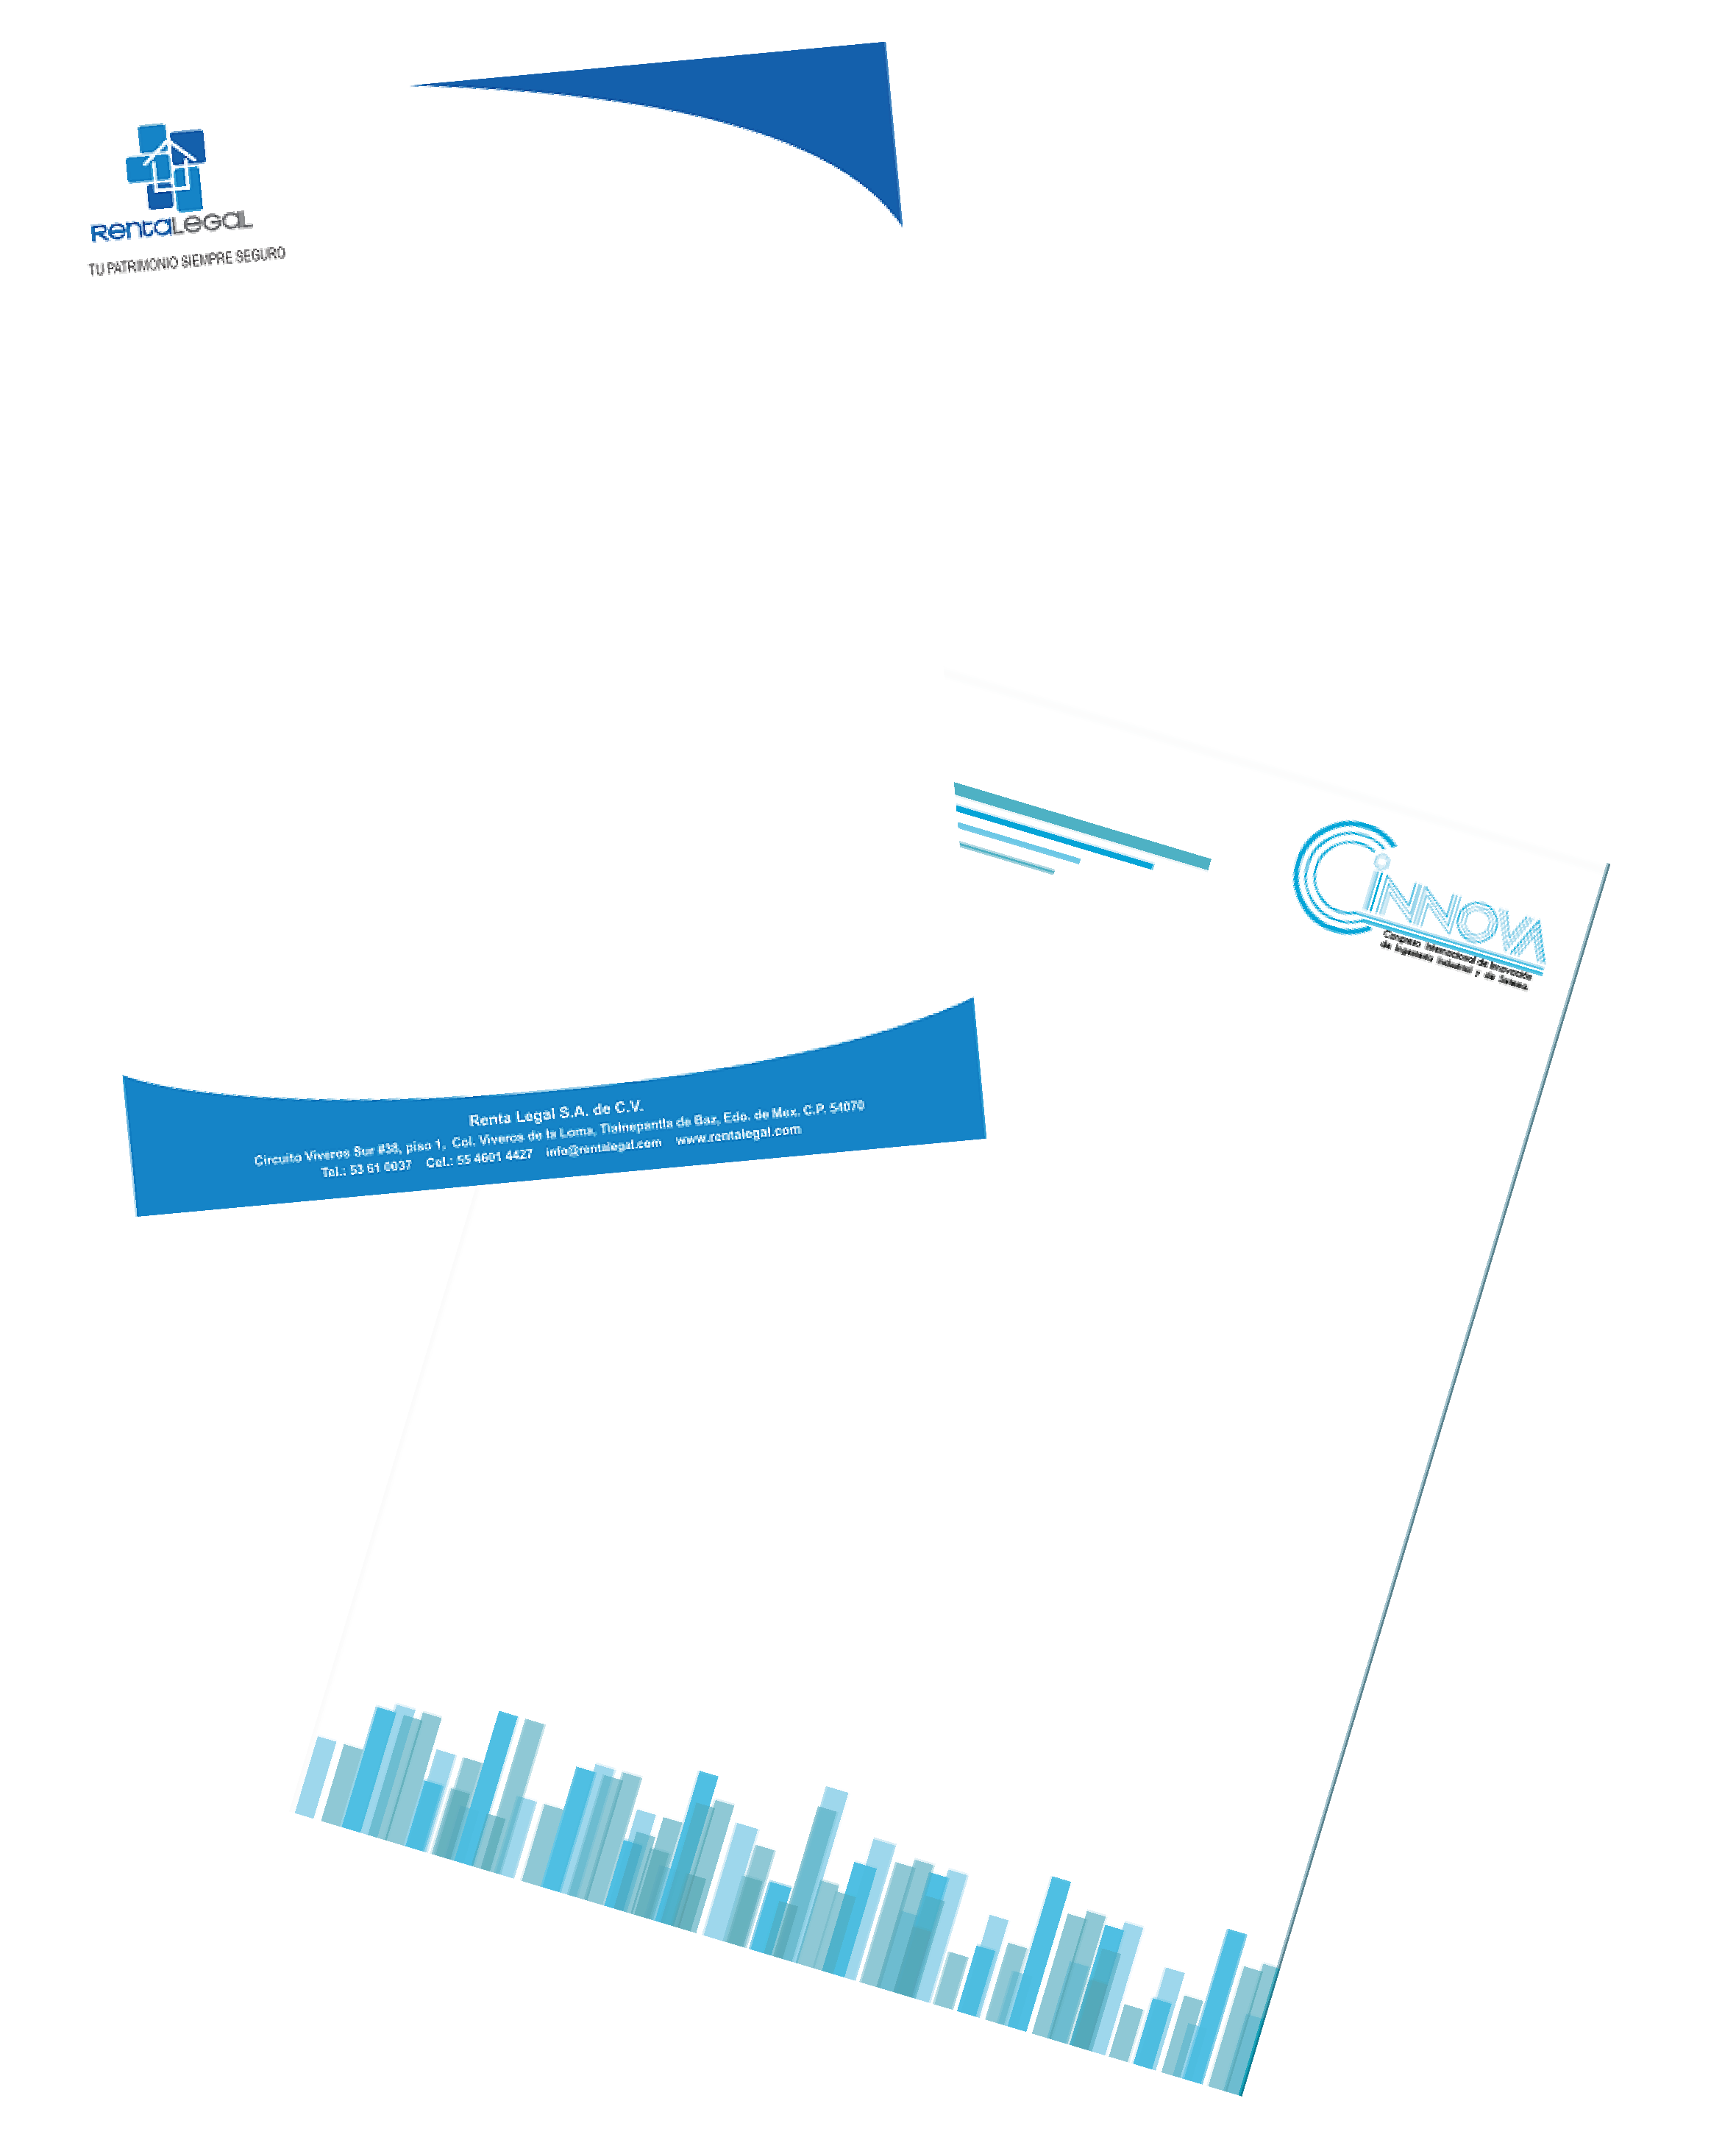 RentaLEGAL
TU PATRIMONIO SIEMPRE SEGURO
CiNNOVA
Congreso Internacional de Innovación
de Ingeniería Industrial y de Sistemas.
Renta Legal S.A. de C.V.
Circuito Viveros Sur #38, piso 1, Col. Viveros de la Loma, Tlalnepantla de Baz, Edo. de Mex. C.P. 54070
Tel.: 53 61 0037 Cel.: 55 4601 4427 info@rentalegal.com www.rentalegal.com